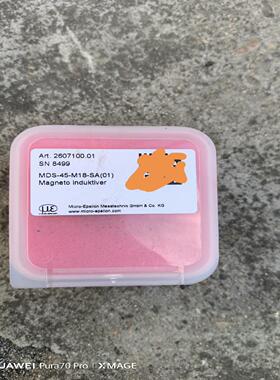 Art. 2607100.01
SN 8499
MDS-45-M18-SA(01)
Magneto induktiver
Micro-Epsilon Messtechnik GmbH & Co. KG
www.micro-epsilon.com
HUAWEI Pura70 Pro | XMAGE